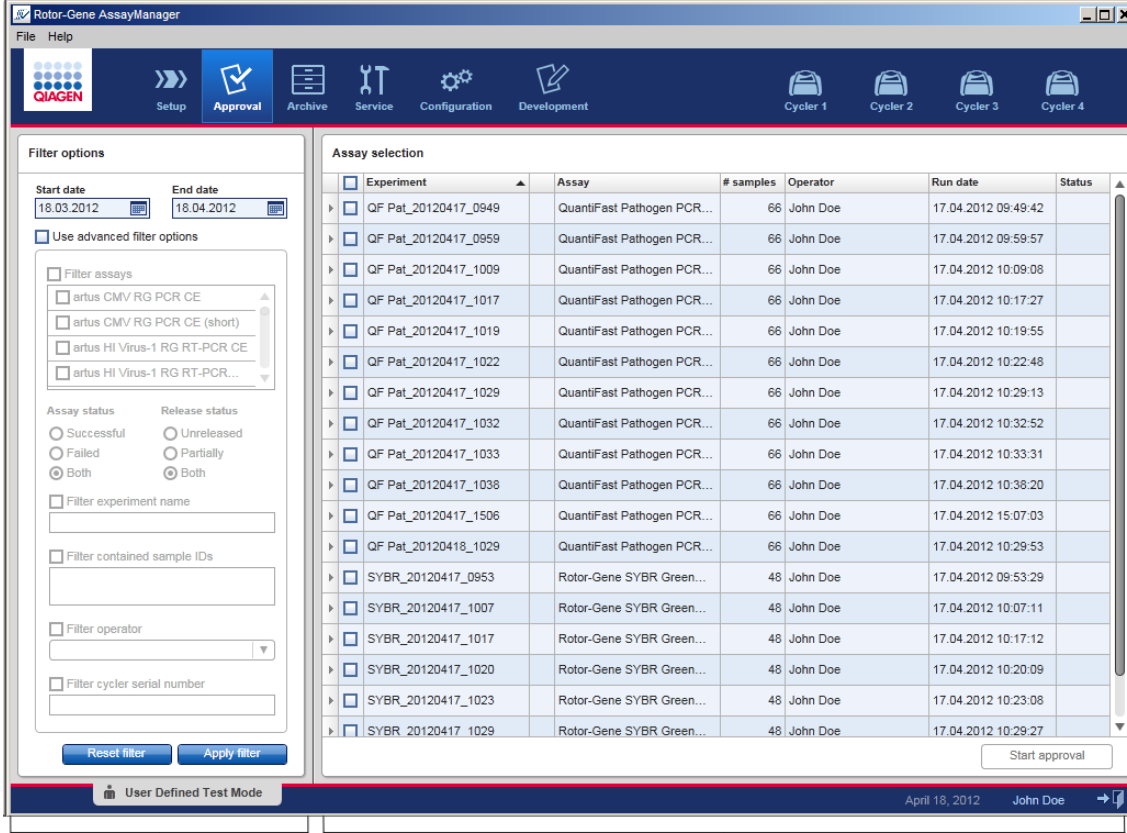 Rotor-Gene AssayManager
File Help
QIAGEN
Setup Approval Archive Service Configuration Development Cycler 1 Cycler 2 Cycler 3 Cycler 4
Filter options
Start date End date
18.03.2012 18.04.2012
Use advanced filter options
Filter assays
artus CMV RG PCR CE
artus CMV RG PCR CE (short)
artus HI Virus-1 RG RT-PCR CE
artus HI Virus-1 RG RT-PCR...
Assay status Release status
Successful Unreleased
Failed Partially
Both Both
Filter experiment name
Filter contained sample IDs
Filter operator
Filter cycler serial number
Reset filter Apply filter
Assay selection
Experiment Assay # samples Operator Run date Status
QF Pat_20120417_0949 QuantiFast Pathogen PCR... 66 John Doe 17.04.2012 09:49:42
QF Pat_20120417_0959 QuantiFast Pathogen PCR... 66 John Doe 17.04.2012 09:59:57
QF Pat_20120417_1009 QuantiFast Pathogen PCR... 66 John Doe 17.04.2012 10:09:08
QF Pat_20120417_1017 QuantiFast Pathogen PCR... 66 John Doe 17.04.2012 10:17:27
QF Pat_20120417_1019 QuantiFast Pathogen PCR... 66 John Doe 17.04.2012 10:19:55
QF Pat_20120417_1022 QuantiFast Pathogen PCR... 66 John Doe 17.04.2012 10:22:48
QF Pat_20120417_1029 QuantiFast Pathogen PCR... 66 John Doe 17.04.2012 10:29:13
QF Pat_20120417_1032 QuantiFast Pathogen PCR... 66 John Doe 17.04.2012 10:32:52
QF Pat_20120417_1033 QuantiFast Pathogen PCR... 66 John Doe 17.04.2012 10:33:31
QF Pat_20120417_1038 QuantiFast Pathogen PCR... 66 John Doe 17.04.2012 10:38:20
QF Pat_20120417_1506 QuantiFast Pathogen PCR... 66 John Doe 17.04.2012 15:07:03
QF Pat_20120418_1029 QuantiFast Pathogen PCR... 66 John Doe 17.04.2012 10:29:53
SYBR_20120417_0953 Rotor-Gene SYBR Green... 48 John Doe 17.04.2012 09:53:29
SYBR_20120417_1007 Rotor-Gene SYBR Green... 48 John Doe 17.04.2012 10:07:11
SYBR_20120417_1017 Rotor-Gene SYBR Green... 48 John Doe 17.04.2012 10:17:12
SYBR_20120417_1020 Rotor-Gene SYBR Green... 48 John Doe 17.04.2012 10:20:09
SYBR_20120417_1023 Rotor-Gene SYBR Green... 48 John Doe 17.04.2012 10:23:08
SYBR_20120417_1029 Rotor-Gene SYBR Green... 48 John Doe 17.04.2012 10:29:27
Start approval
User Defined Test Mode April 18, 2012 John Doe